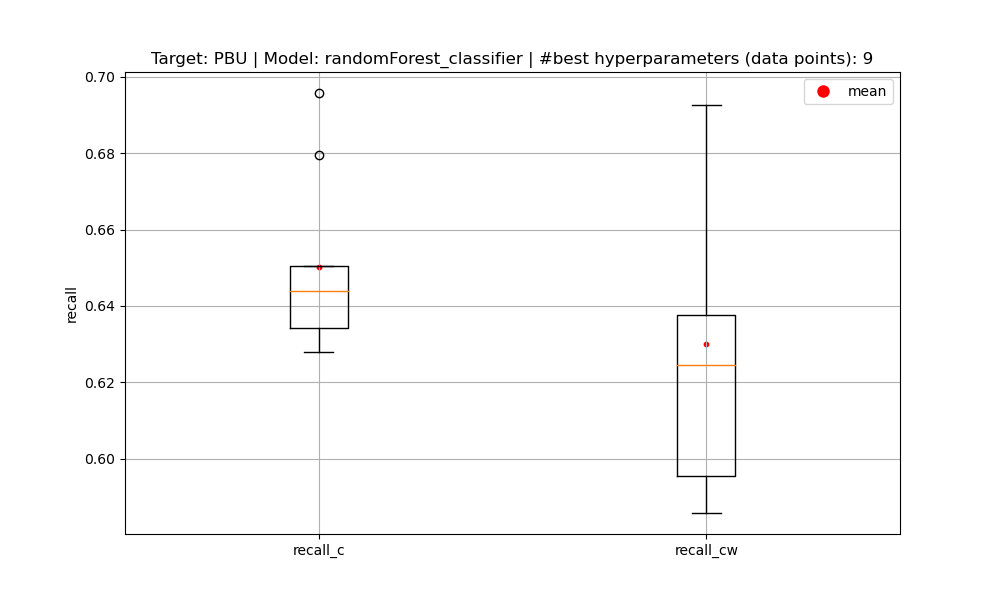 Target: PBU | Model: randomForest_classifier | #best hyperparameters (data points): 9
mean
0.70
0.68
0.66
0.64
0.62
0.60
recall
recall_c
recall_cw